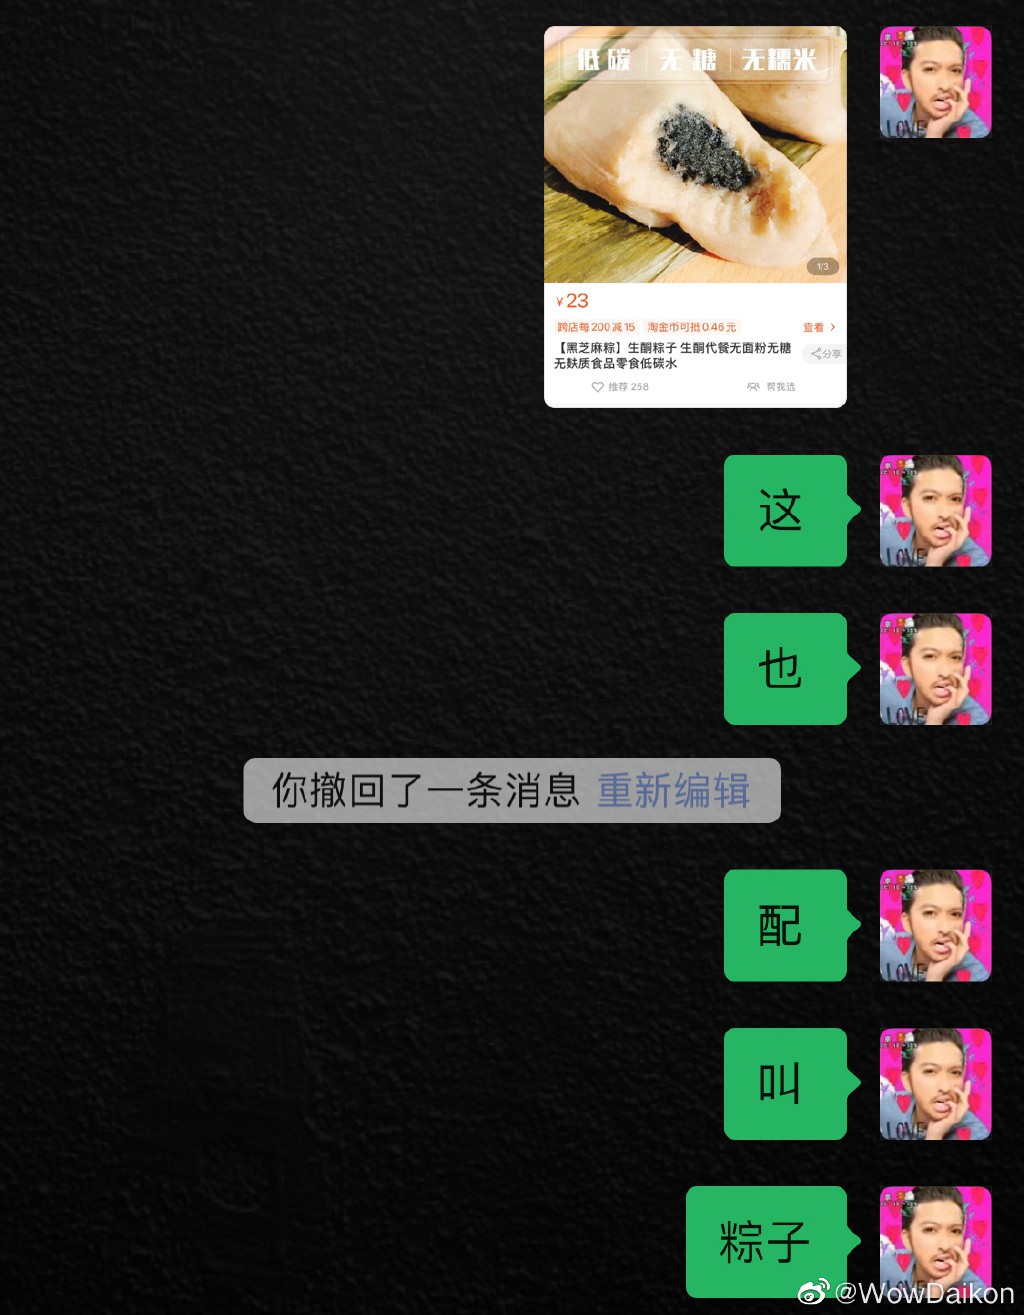 低碳 无糖 无糯米
1/3
¥23
跨店每200减15 淘金币可抵0.46元 查看
【黑芝麻粽】生酮粽子 生酮代餐无面粉无糖
无麸质食品零食低碳水
分享
推荐 258 帮我选
LOVE
这
LOVE
也
LOVE
你撤回了一条消息 重新编辑
配
LOVE
叫
LOVE
粽子
@WowDaikon